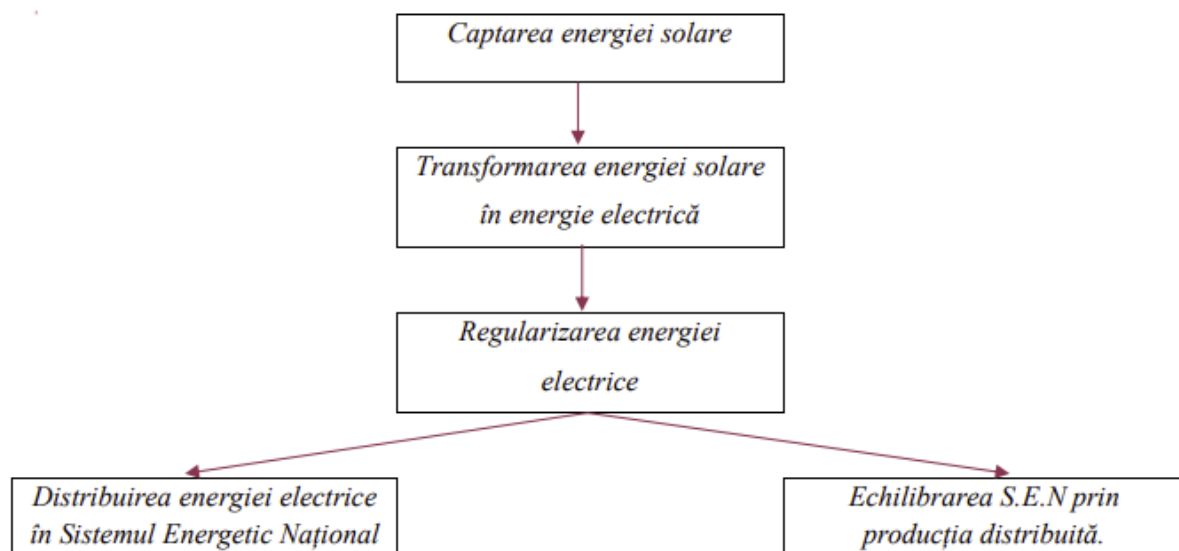 Captarea energiei solare
Transformarea energiei solare
în energie electrică
Regularizarea energiei
electrice
Distribuirea energiei electrice
în Sistemul Energetic Național
Echilibrarea S.E.N prin
producția distribuită.